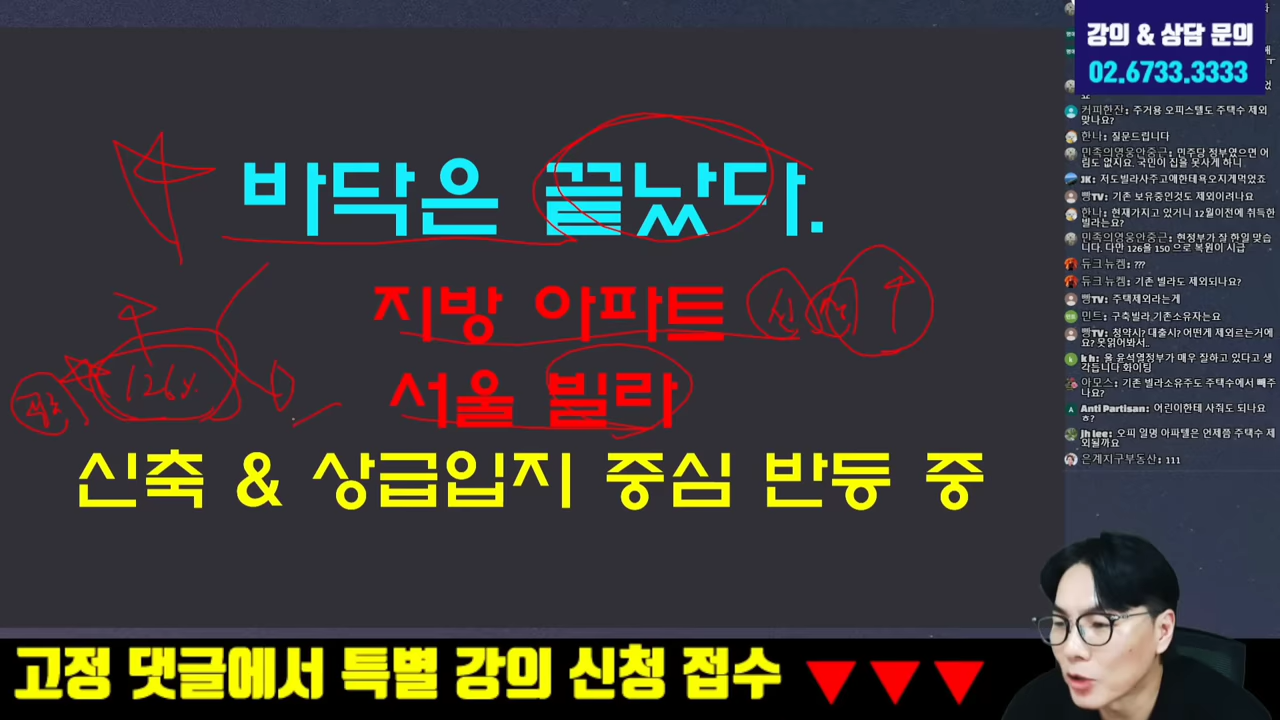 강의 & 상담 문의
02.6733.3333
바닥은 끝났다.
지방 아파트
신
서울 빌라
126%
신축 & 상급입지 중심 반등 중
커피한잔: 주거용 오피스텔도 주택수 제외
맞나요?
한나: 질문드립니다
민족의영웅안중근: 민주당 정부였으면 어
림도 없지요. 국민이 집을 못사게 하니
JK: 저도빌라사주고얘한테욕오지게먹었죠
빵TV: 기존 보유중인것도 제외이려나요
한나: 현재가지고 있거니 12월이전에 취득한
빌라는요?
민족의영웅안중근: 현정부가 잘 한일 맞습
니다. 다만 126을 150 으로 복원이 시급
듀크 뉴켐: ???
듀크 뉴켐: 기존 빌라도 제외되나요?
빵TV: 주택제외라는게
민트: 구축빌라 기존소유자는요
빵TV: 청약시? 대출시? 어떤게 제외르는거에
요? 못읽어봐서..
k h: 올 윤석열정부가 매우 잘하고 있다고 생
각듭니다 화이팅
아모스: 기존 빌라소유주도 주택수에서 빼주
나요?
Anti Partisan: 어린이한테 사줘도 되나요
ㅎ?
Jh lee: 오피 일명 아파텔은 언제쯤 주택수 제
외될까요
은계지구부동산: 111
고정 댓글에서 특별 강의 신청 접수